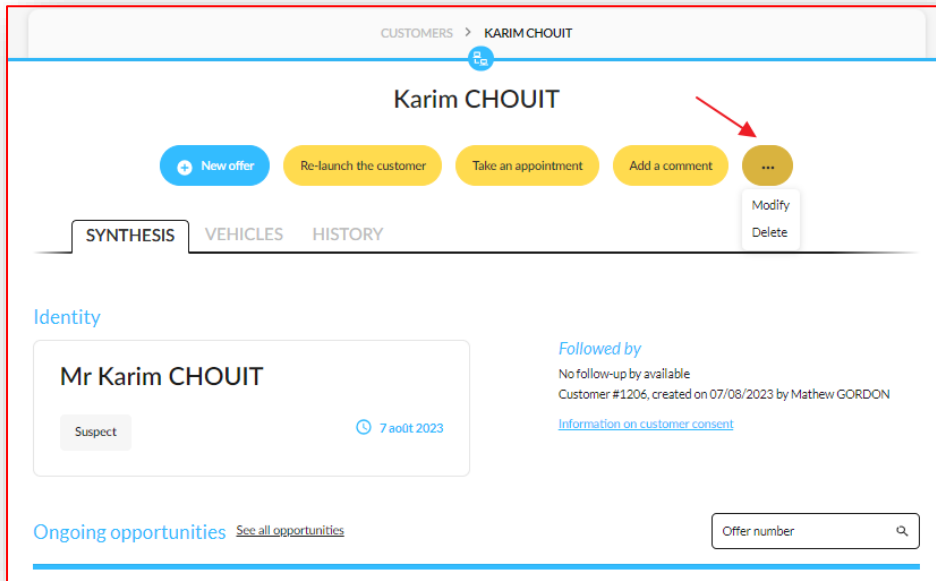 CUSTOMERS > KARIM CHOUIT
Karim CHOUIT
New offer
Re-launch the customer
Take an appointment
Add a comment
...
Modify
Delete
SYNTHESIS
VEHICLES
HISTORY
Identity
Mr Karim CHOUIT
Suspect
7 août 2023
Followed by
No follow-up by available
Customer #1206, created on 07/08/2023 by Mathew GORDON
Information on customer consent
Ongoing opportunities
See all opportunities
Offer number